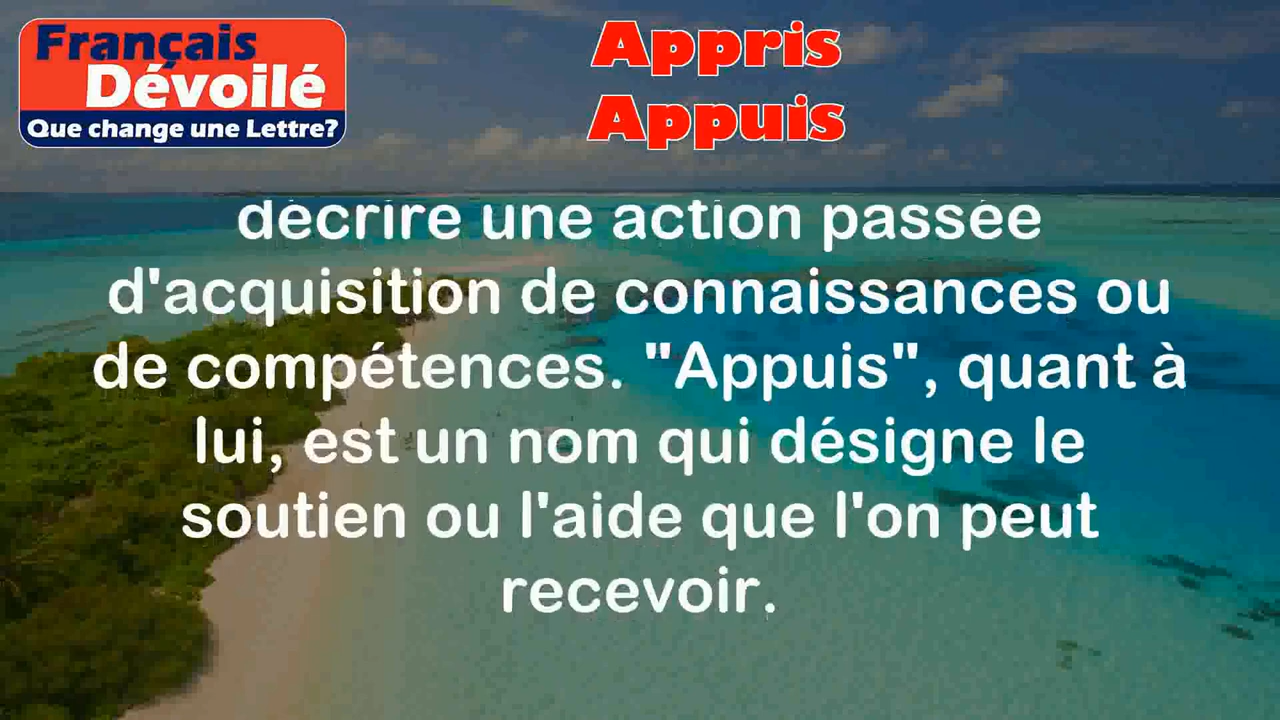 Français
Dévoilé
Que change une Lettre?
Appris
Appuis
décrire une action passée
d'acquisition de connaissances ou
de compétences. "Appuis", quant à
lui, est un nom qui désigne le
soutien ou l'aide que l'on peut
recevoir.